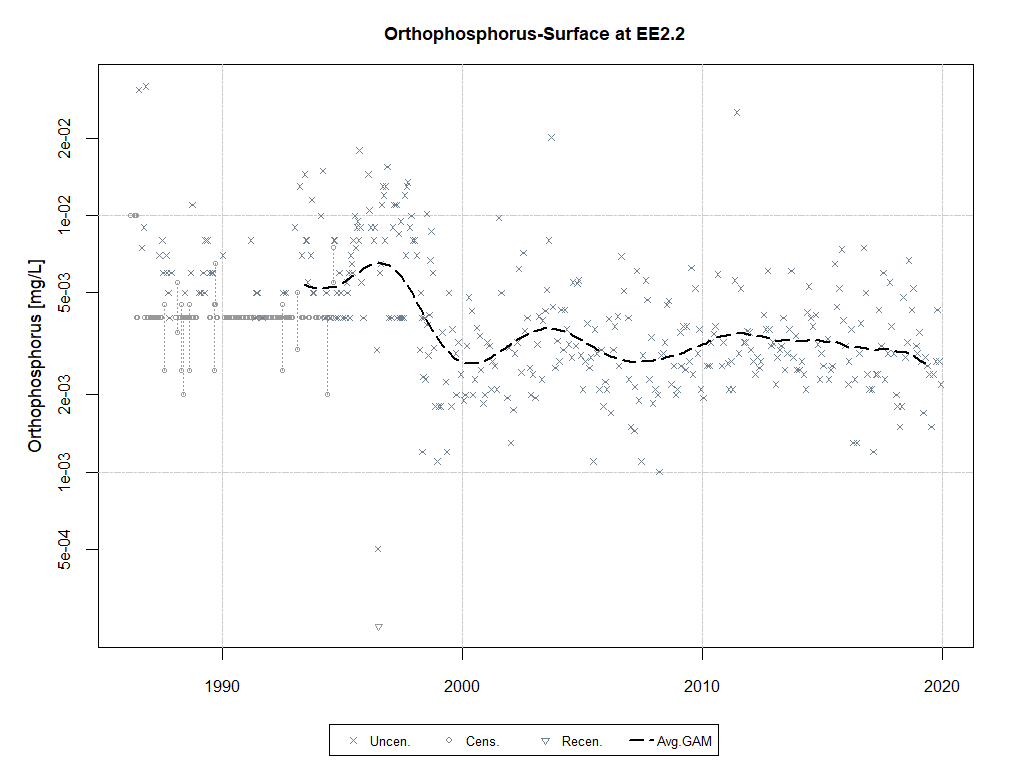 Orthophosphorus-Surface at EE2.2
Orthophosphorus [mg/L]
2e-02
1e-02
5e-03
2e-03
1e-03
5e-04
1990
2000
2010
2020
Uncen.
Cens.
Recen.
Avg.GAM